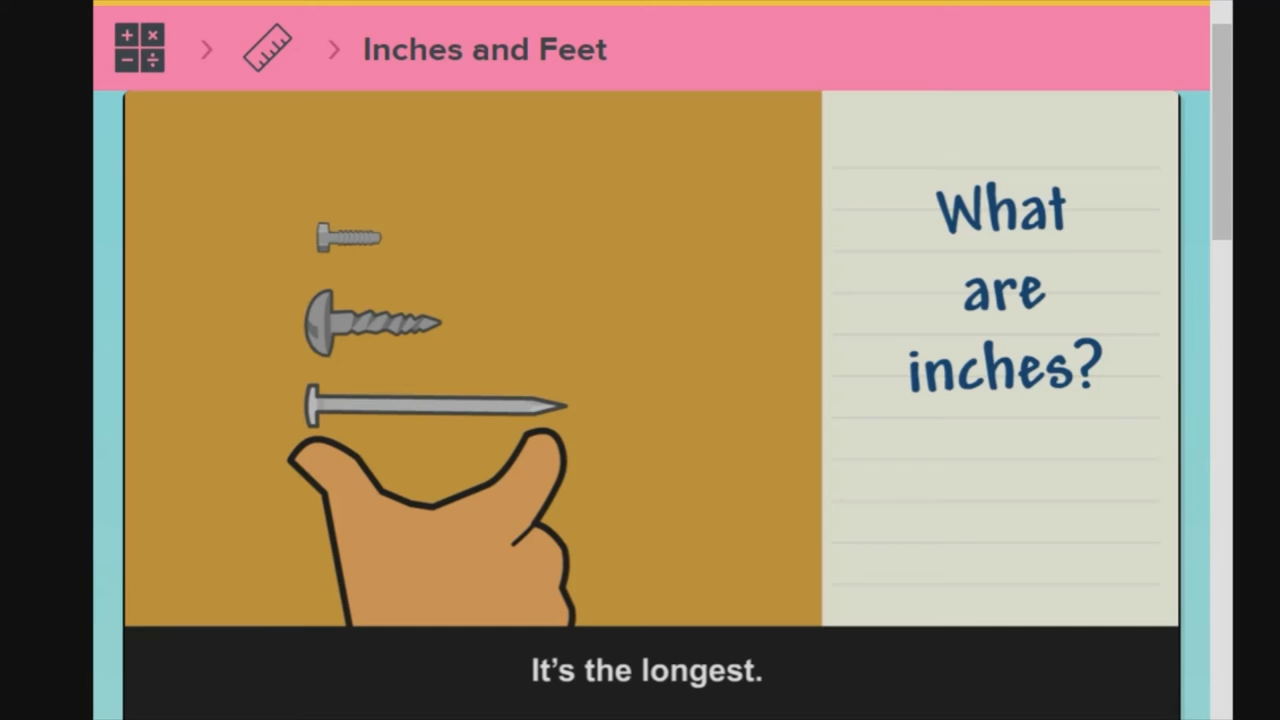 Inches and Feet
What
are
inches?
It's the longest.